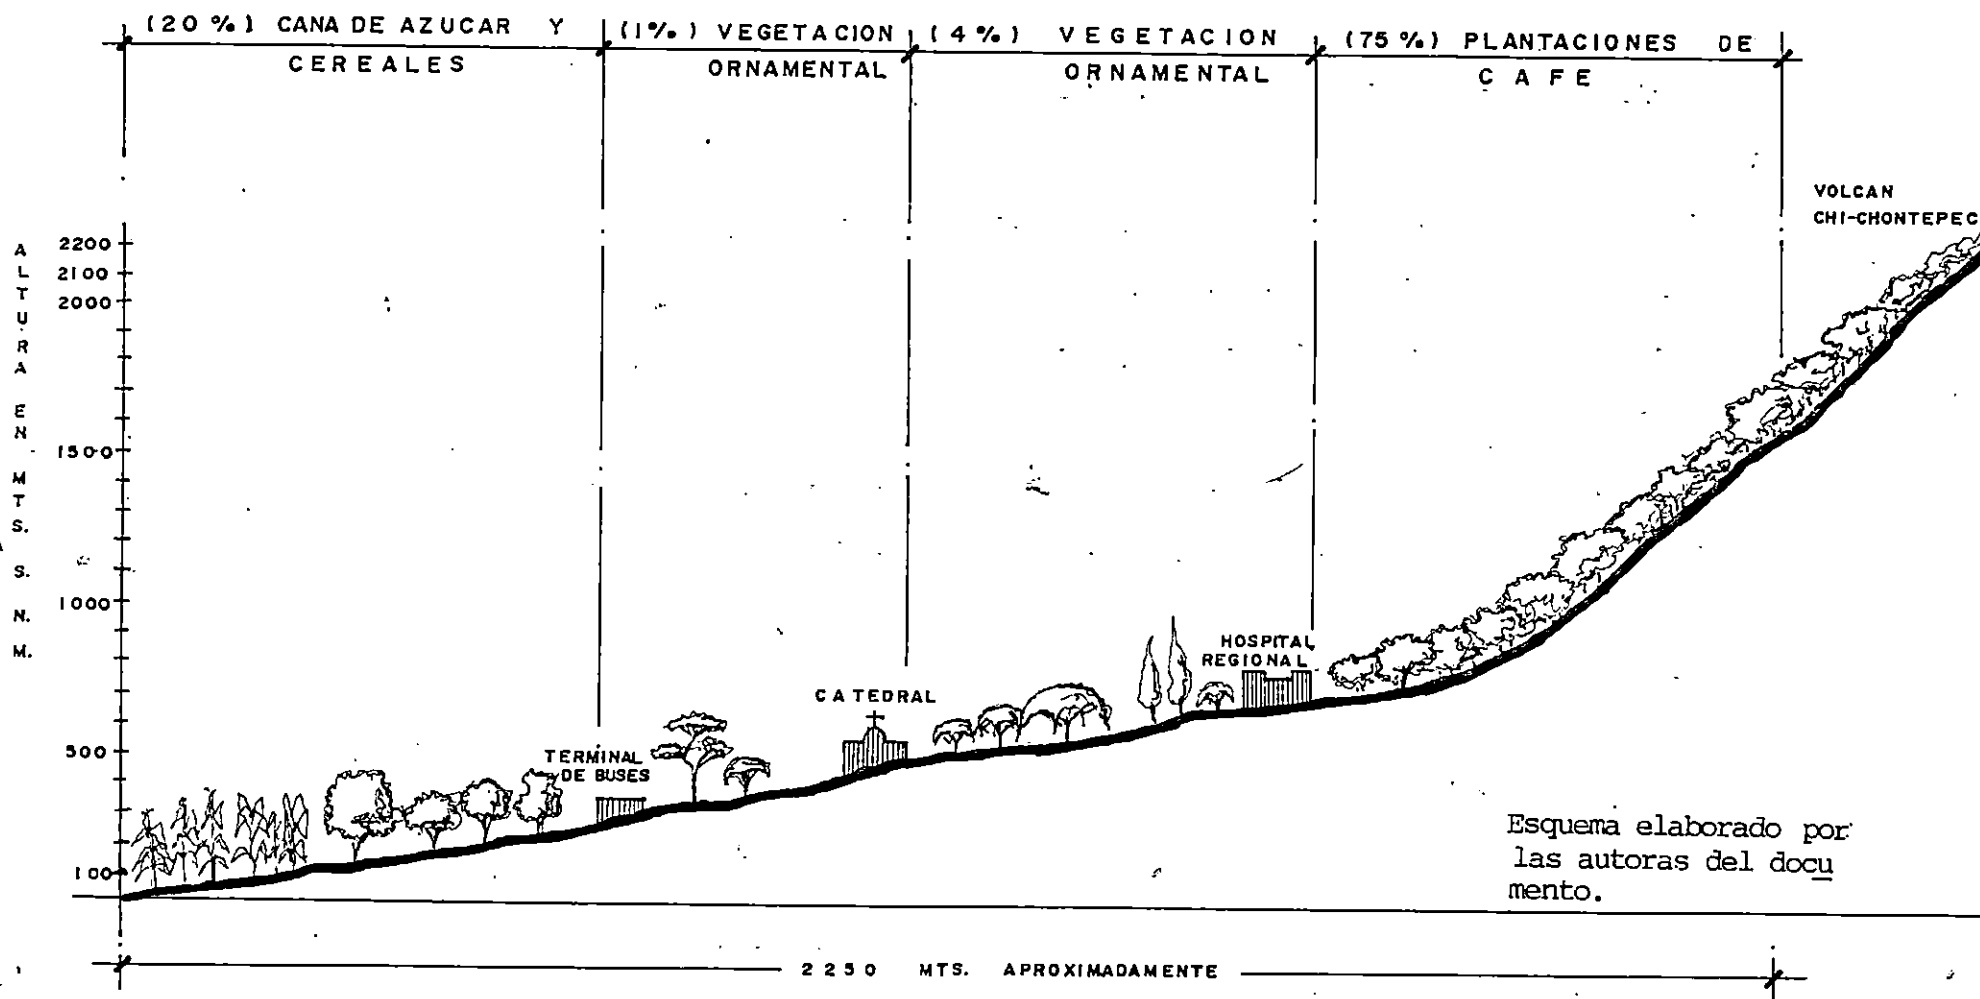 (20 %) CANA DE AZUCAR Y
CEREALES
(1%) VEGETACION
ORNAMENTAL
(4%) VEGETACION
ORNAMENTAL
(75%) PLANTACIONES DE
CAFE
VOLCAN
CHI-CHONTEPEC
ALTURA EN MTS. S. N. M.
2200
2100
2000
1500
1000
500
100
HOSPITAL
REGIONAL
CATEDRAL
TERMINAL
DE BUSES
Esquema elaborado por
las autoras del docu
mento.
2250 MTS. APROXIMADAMENTE